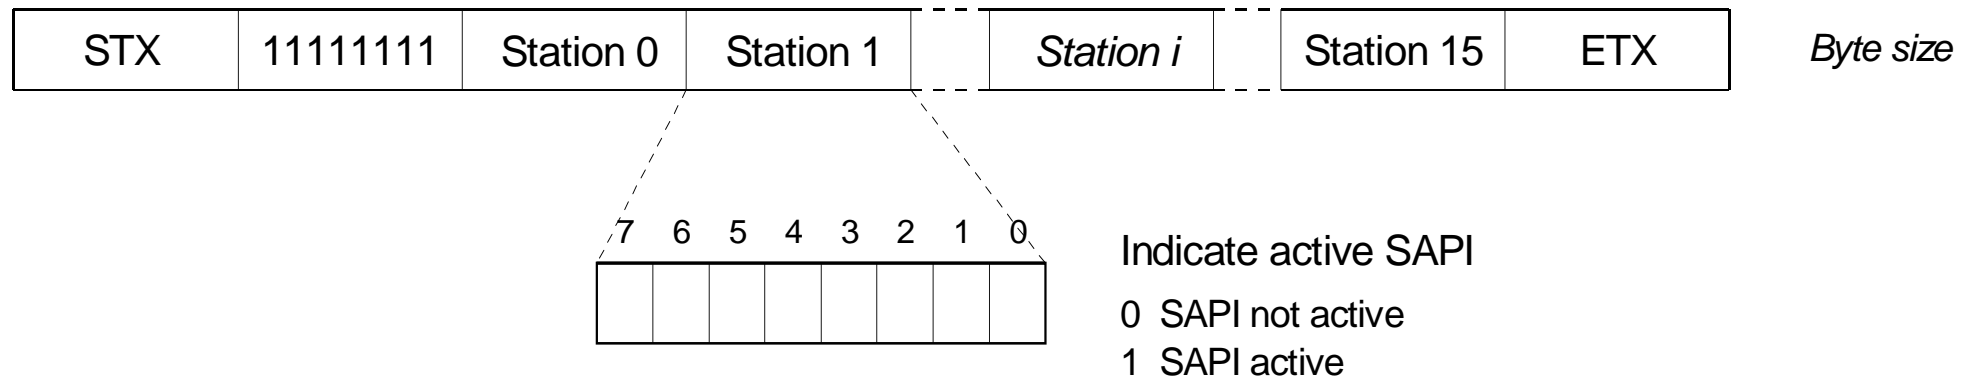 STX 11111111 Station 0 Station 1 Station i Station 15 ETX Byte size
7 6 5 4 3 2 1 0
Indicate active SAPI
0 SAPI not active
1 SAPI active